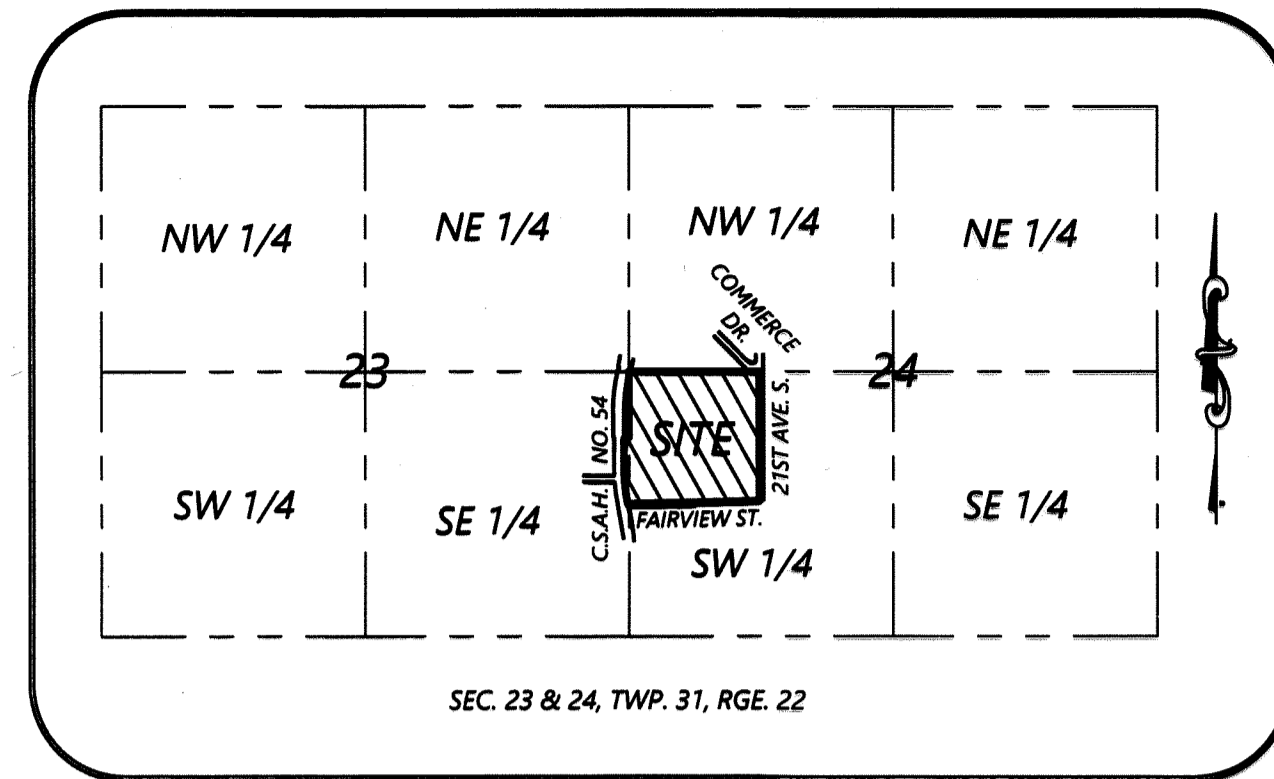 NW 1/4
NE 1/4
NW 1/4
NE 1/4
COMMERCE
DR.
23
24
C.S.A.H. NO. 54
SITE
21ST AVE. S.
SW 1/4
SE 1/4
FAIRVIEW ST.
SW 1/4
SE 1/4
SEC. 23 & 24, TWP. 31, RGE. 22